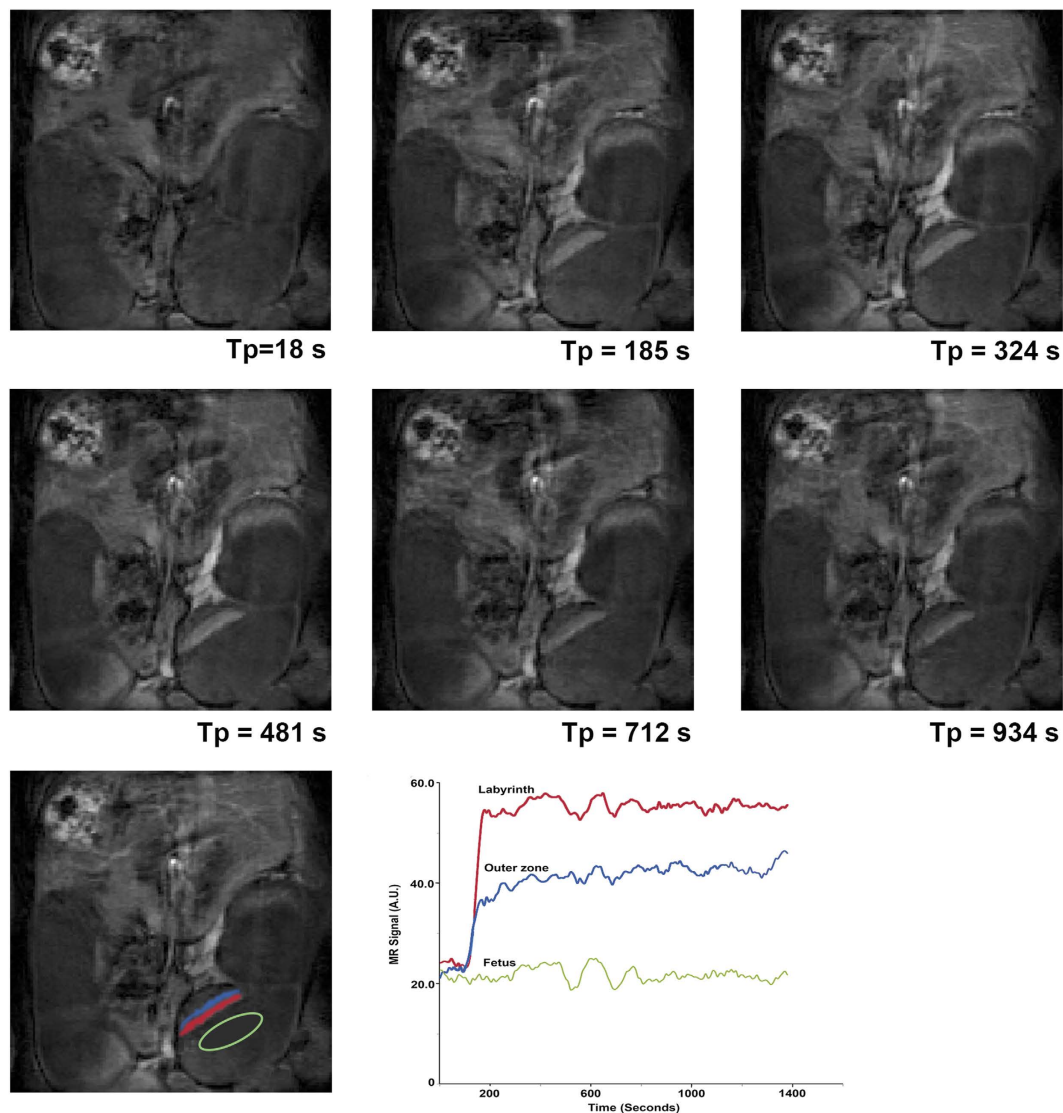 Tp=18 s
Tp = 185 s
Tp = 324 s
Tp = 481 s
Tp = 712 s
Tp = 934 s
60.0
Labyrinth
Outer zone
40.0
MR Signal (A.U.)
Fetus
20.0
0
200
600
1000
1400
Time (Seconds)